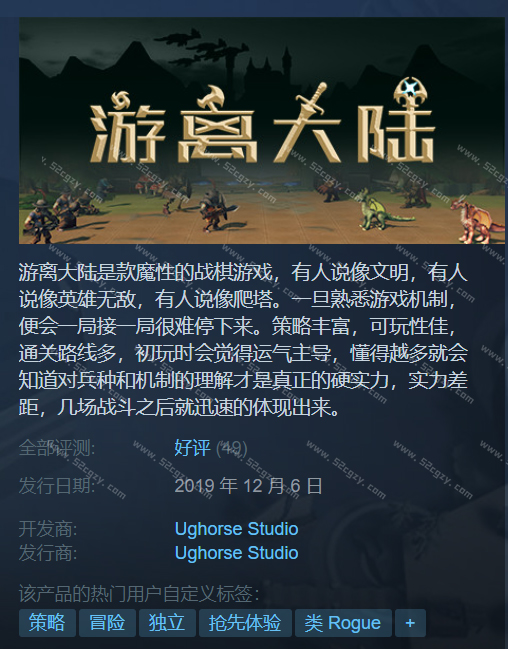 游离大陆
游离大陆是款魔性的战棋游戏，有人说像文明，有人
说像英雄无敌，有人说像爬塔。一旦熟悉游戏机制，
便会一局接一局很难停下来。策略丰富，可玩性佳，
通关路线多，初玩时会觉得运气主导，懂得越多就会
知道对兵种和机制的理解才是真正的硬实力，实力差
距，几场战斗之后就迅速的体现出来。
全部评测: 好评 (49)
发行日期: 2019 年 12 月 6 日
开发商: Ughorse Studio
发行商: Ughorse Studio
该产品的热门用户自定义标签：
策略 冒险 独立 抢先体验 类 Rogue +
www.52cgzy.com